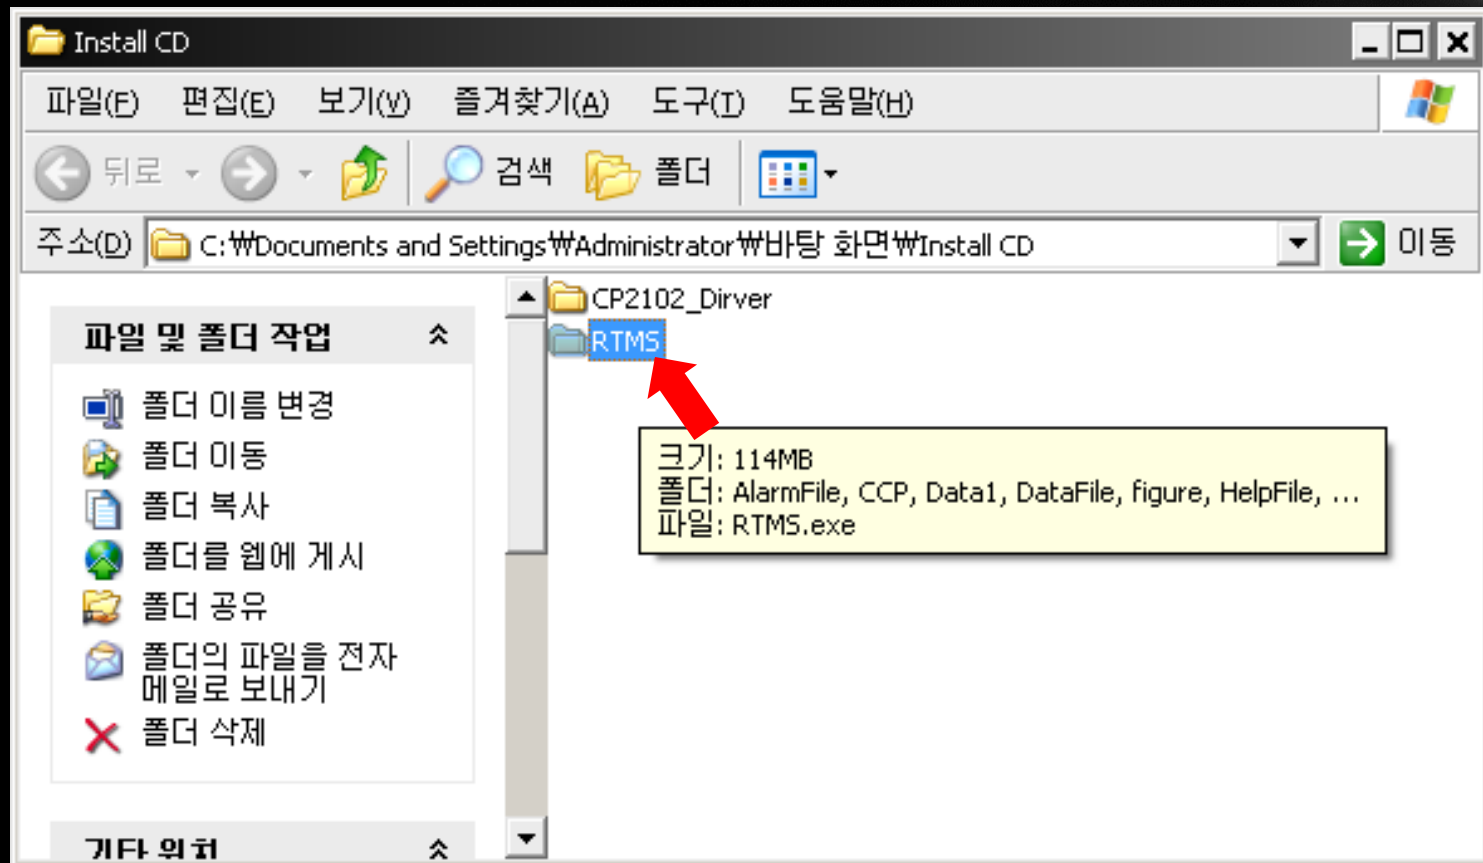 Install CD
파일(F) 편집(E) 보기(V) 즐겨찾기(A) 도구(T) 도움말(H)
뒤로 검색 폴더
주소(D) C:₩Documents and Settings₩Administrator₩바탕 화면₩Install CD 이동
파일 및 폴더 작업
폴더 이름 변경
폴더 이동
폴더 복사
폴더를 웹에 게시
폴더 공유
폴더의 파일을 전자
메일로 보내기
폴더 삭제
기타 위치
CP2102_Dirver
RTMS
크기: 114MB
폴더: AlarmFile, CCP, Data1, DataFile, figure, HelpFile, ...
파일: RTMS.exe